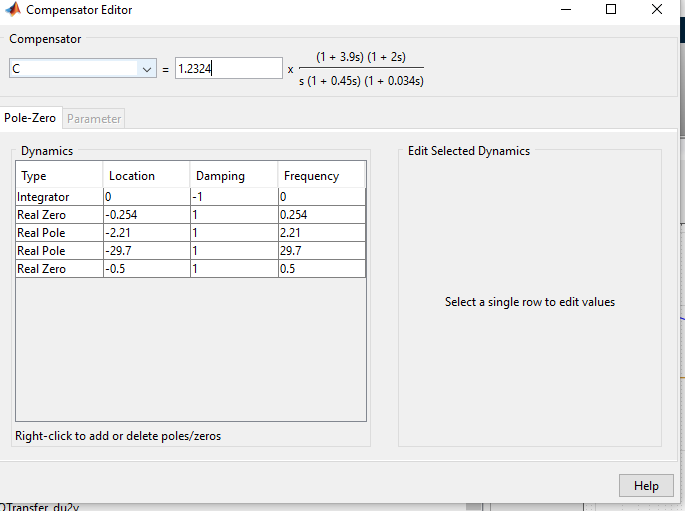 Compensator Editor
Compensator
C = 1.2324 x (1 + 3.9s) (1 + 2s)
s (1 + 0.45s) (1 + 0.034s)
Pole-Zero Parameter
Dynamics
Type Location Damping Frequency
Integrator 0 -1 0
Real Zero -0.254 1 0.254
Real Pole -2.21 1 2.21
Real Pole -29.7 1 29.7
Real Zero -0.5 1 0.5
Right-click to add or delete poles/zeros
Edit Selected Dynamics
Select a single row to edit values
Help